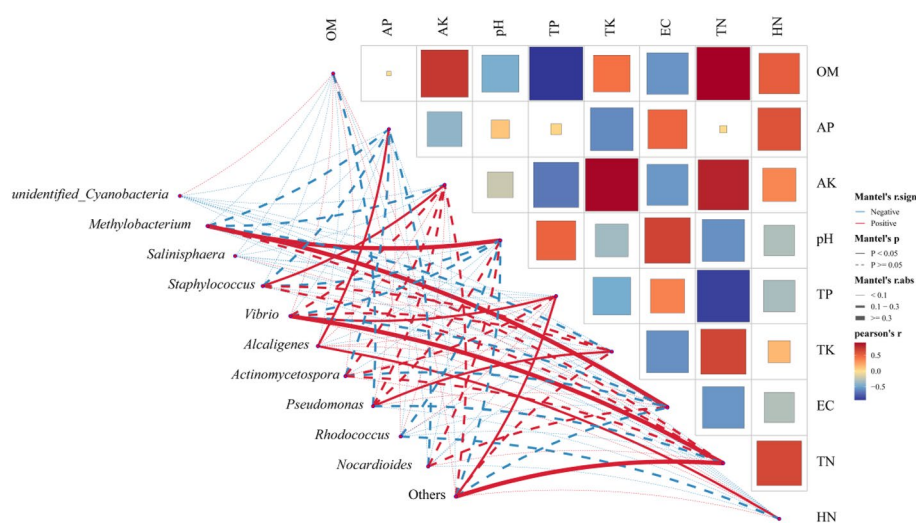 OM AP AK pH TP TK EC TN HN
OM
AP
AK
pH
TP
TK
EC
TN
HN
unidentified_Cyanobacteria
Methylobacterium
Salinisphaera
Staphylococcus
Vibrio
Alcaligenes
Actinomycetospora
Pseudomonas
Rhodococcus
Nocardioides
Others
Mantel's r.sign
Negative
Positive
Mantel's p
P < 0.05
P >= 0.05
Mantel's r.abs
< 0.1
0.1 − 0.3
>= 0.3
pearson's r
0.5
0.0
−0.5